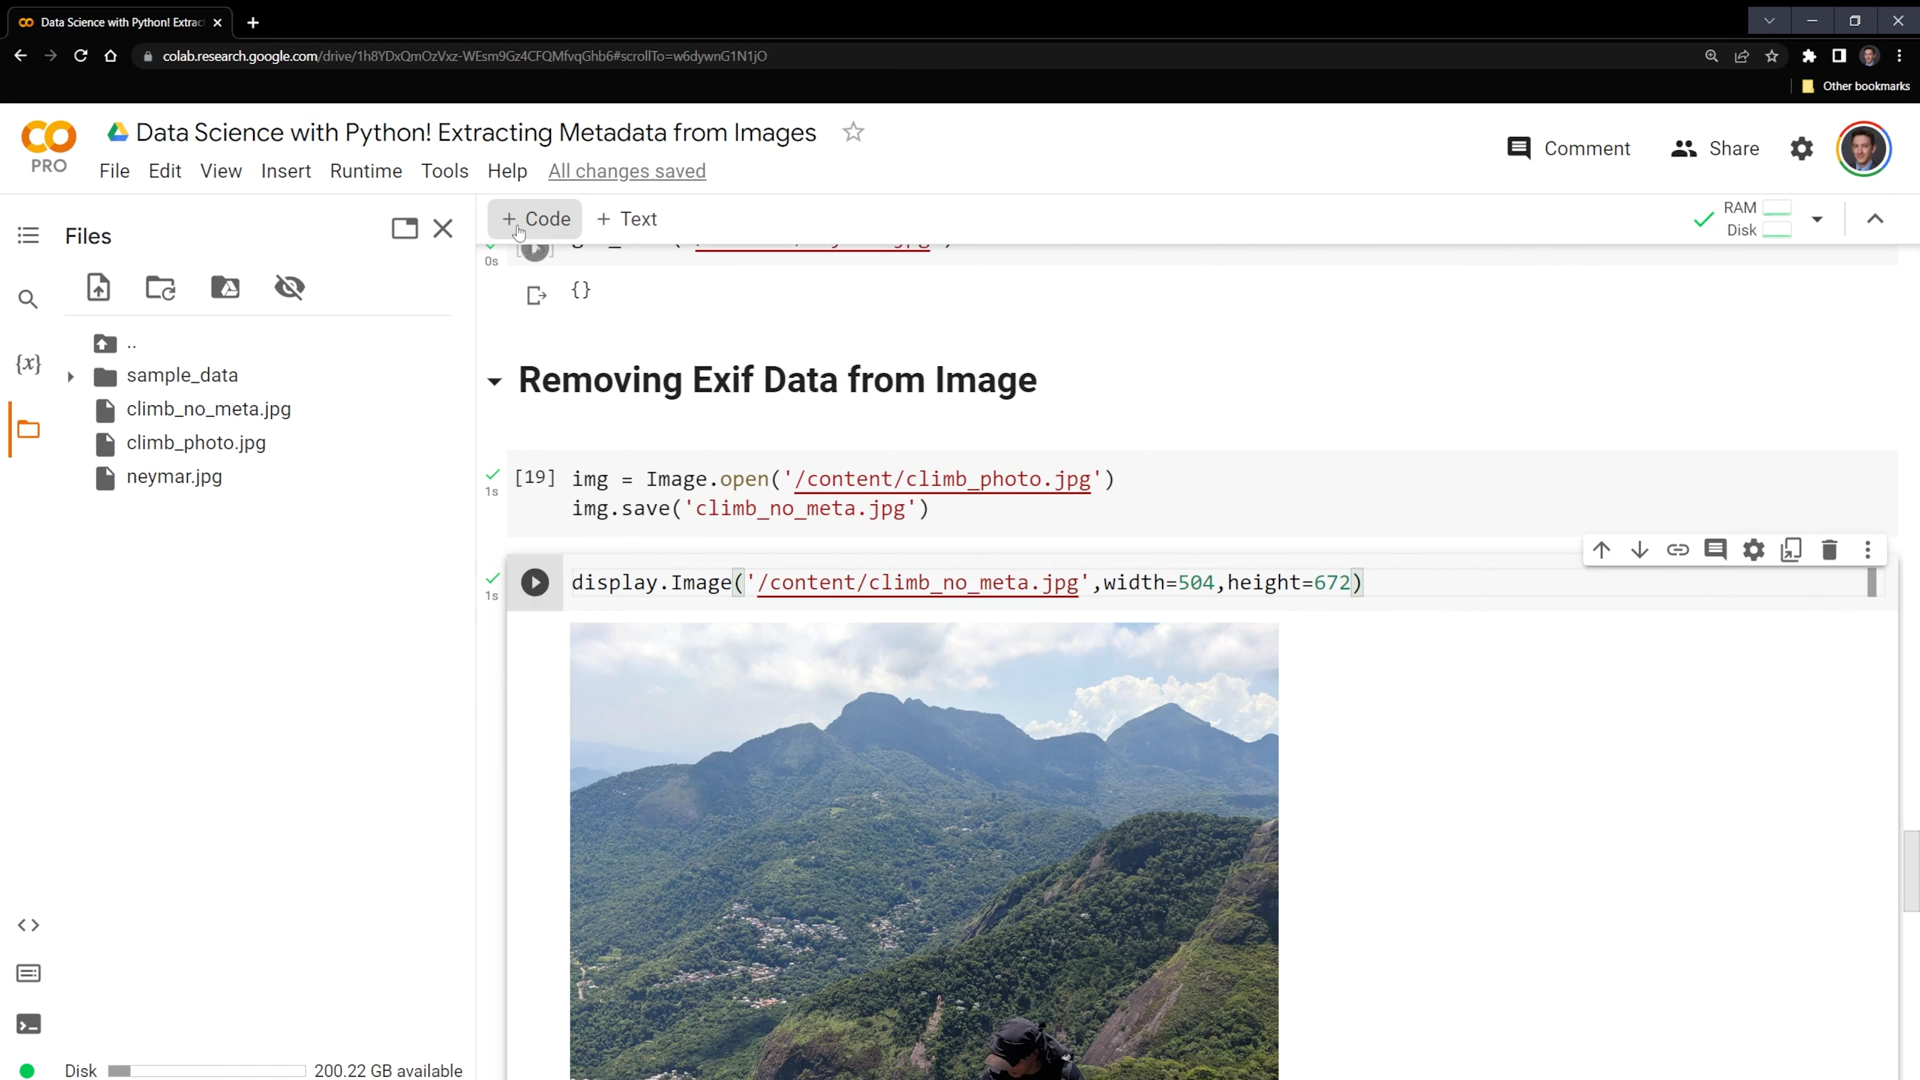 Data Science with Python! Extrac
colab.research.google.com/drive/1h8YDxQmOzVxz-WEsm9Gz4CFQMfvqGhb6#scrollTo=w6dywnG1N1jO
Other bookmarks
PRO
Data Science with Python! Extracting Metadata from Images
File Edit View Insert Runtime Tools Help All changes saved
Comment
Share
Files
+ Code + Text
RAM
Disk
0s
{}
{x}
..
sample_data
climb_no_meta.jpg
climb_photo.jpg
neymar.jpg
Removing Exif Data from Image
1s
[19] img = Image.open('/content/climb_photo.jpg')
img.save('climb_no_meta.jpg')
1s
display.Image('/content/climb_no_meta.jpg',width=504,height=672)
Disk 200.22 GB available